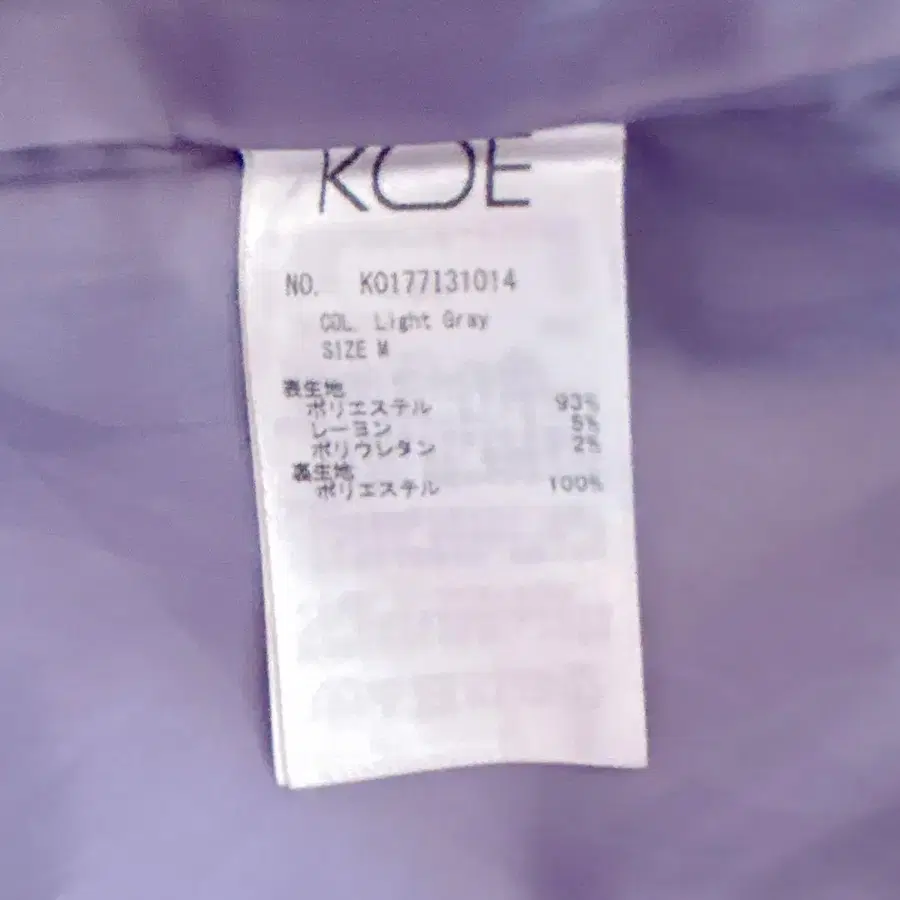 KOE
NO. K0177131014
COL. Light Gray
SIZE M
表生地
ポリエステル 93%
レーヨン 5%
ポリウレタン 2%
裏生地
ポリエステル 100%